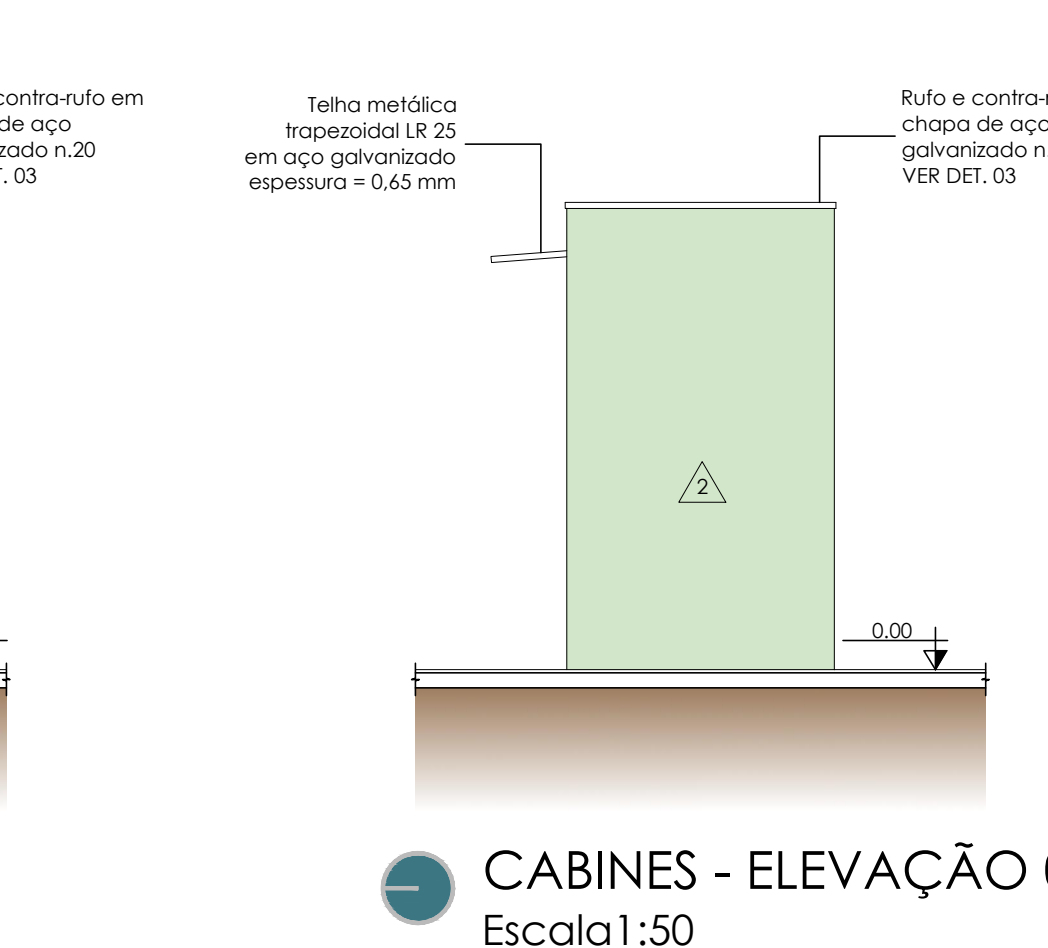 contra-rufo em
de aço
zado n.20
. 03
Telha metálica
trapezoidal LR 25
em aço galvanizado
espessura = 0,65 mm
Rufo e contra-
chapa de aço
galvanizado n.
VER DET. 03
2
0.00
CABINES - ELEVAÇÃO
Escala1:50